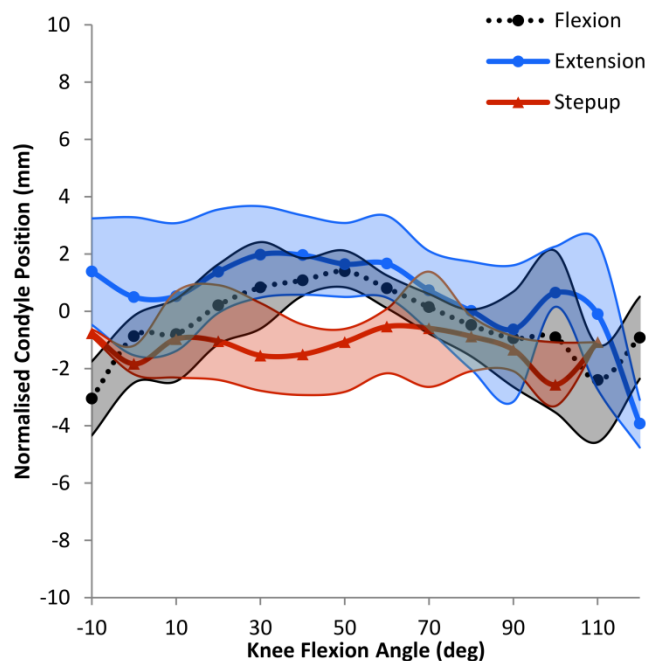 Flexion
Extension
Stepup
10
8
6
4
2
0
-2
-4
-6
-8
-10
Normalised Condyle Position (mm)
-10 10 30 50 70 90 110
Knee Flexion Angle (deg)